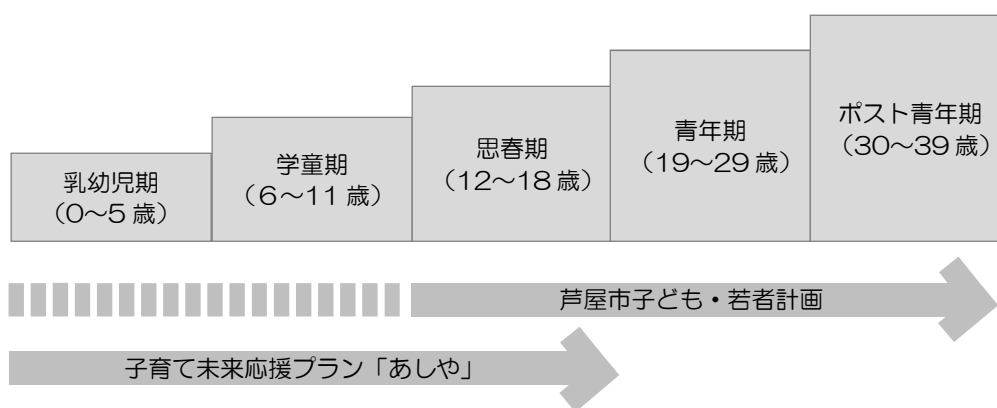 乳幼児期
（0～5 歳）
学童期
（6～11 歳）
思春期
（12～18 歳）
青年期
（19～29 歳）
ポスト青年期
（30～39 歳）
芦屋市子ども・若者計画
子育て未来応援プラン「あしや」